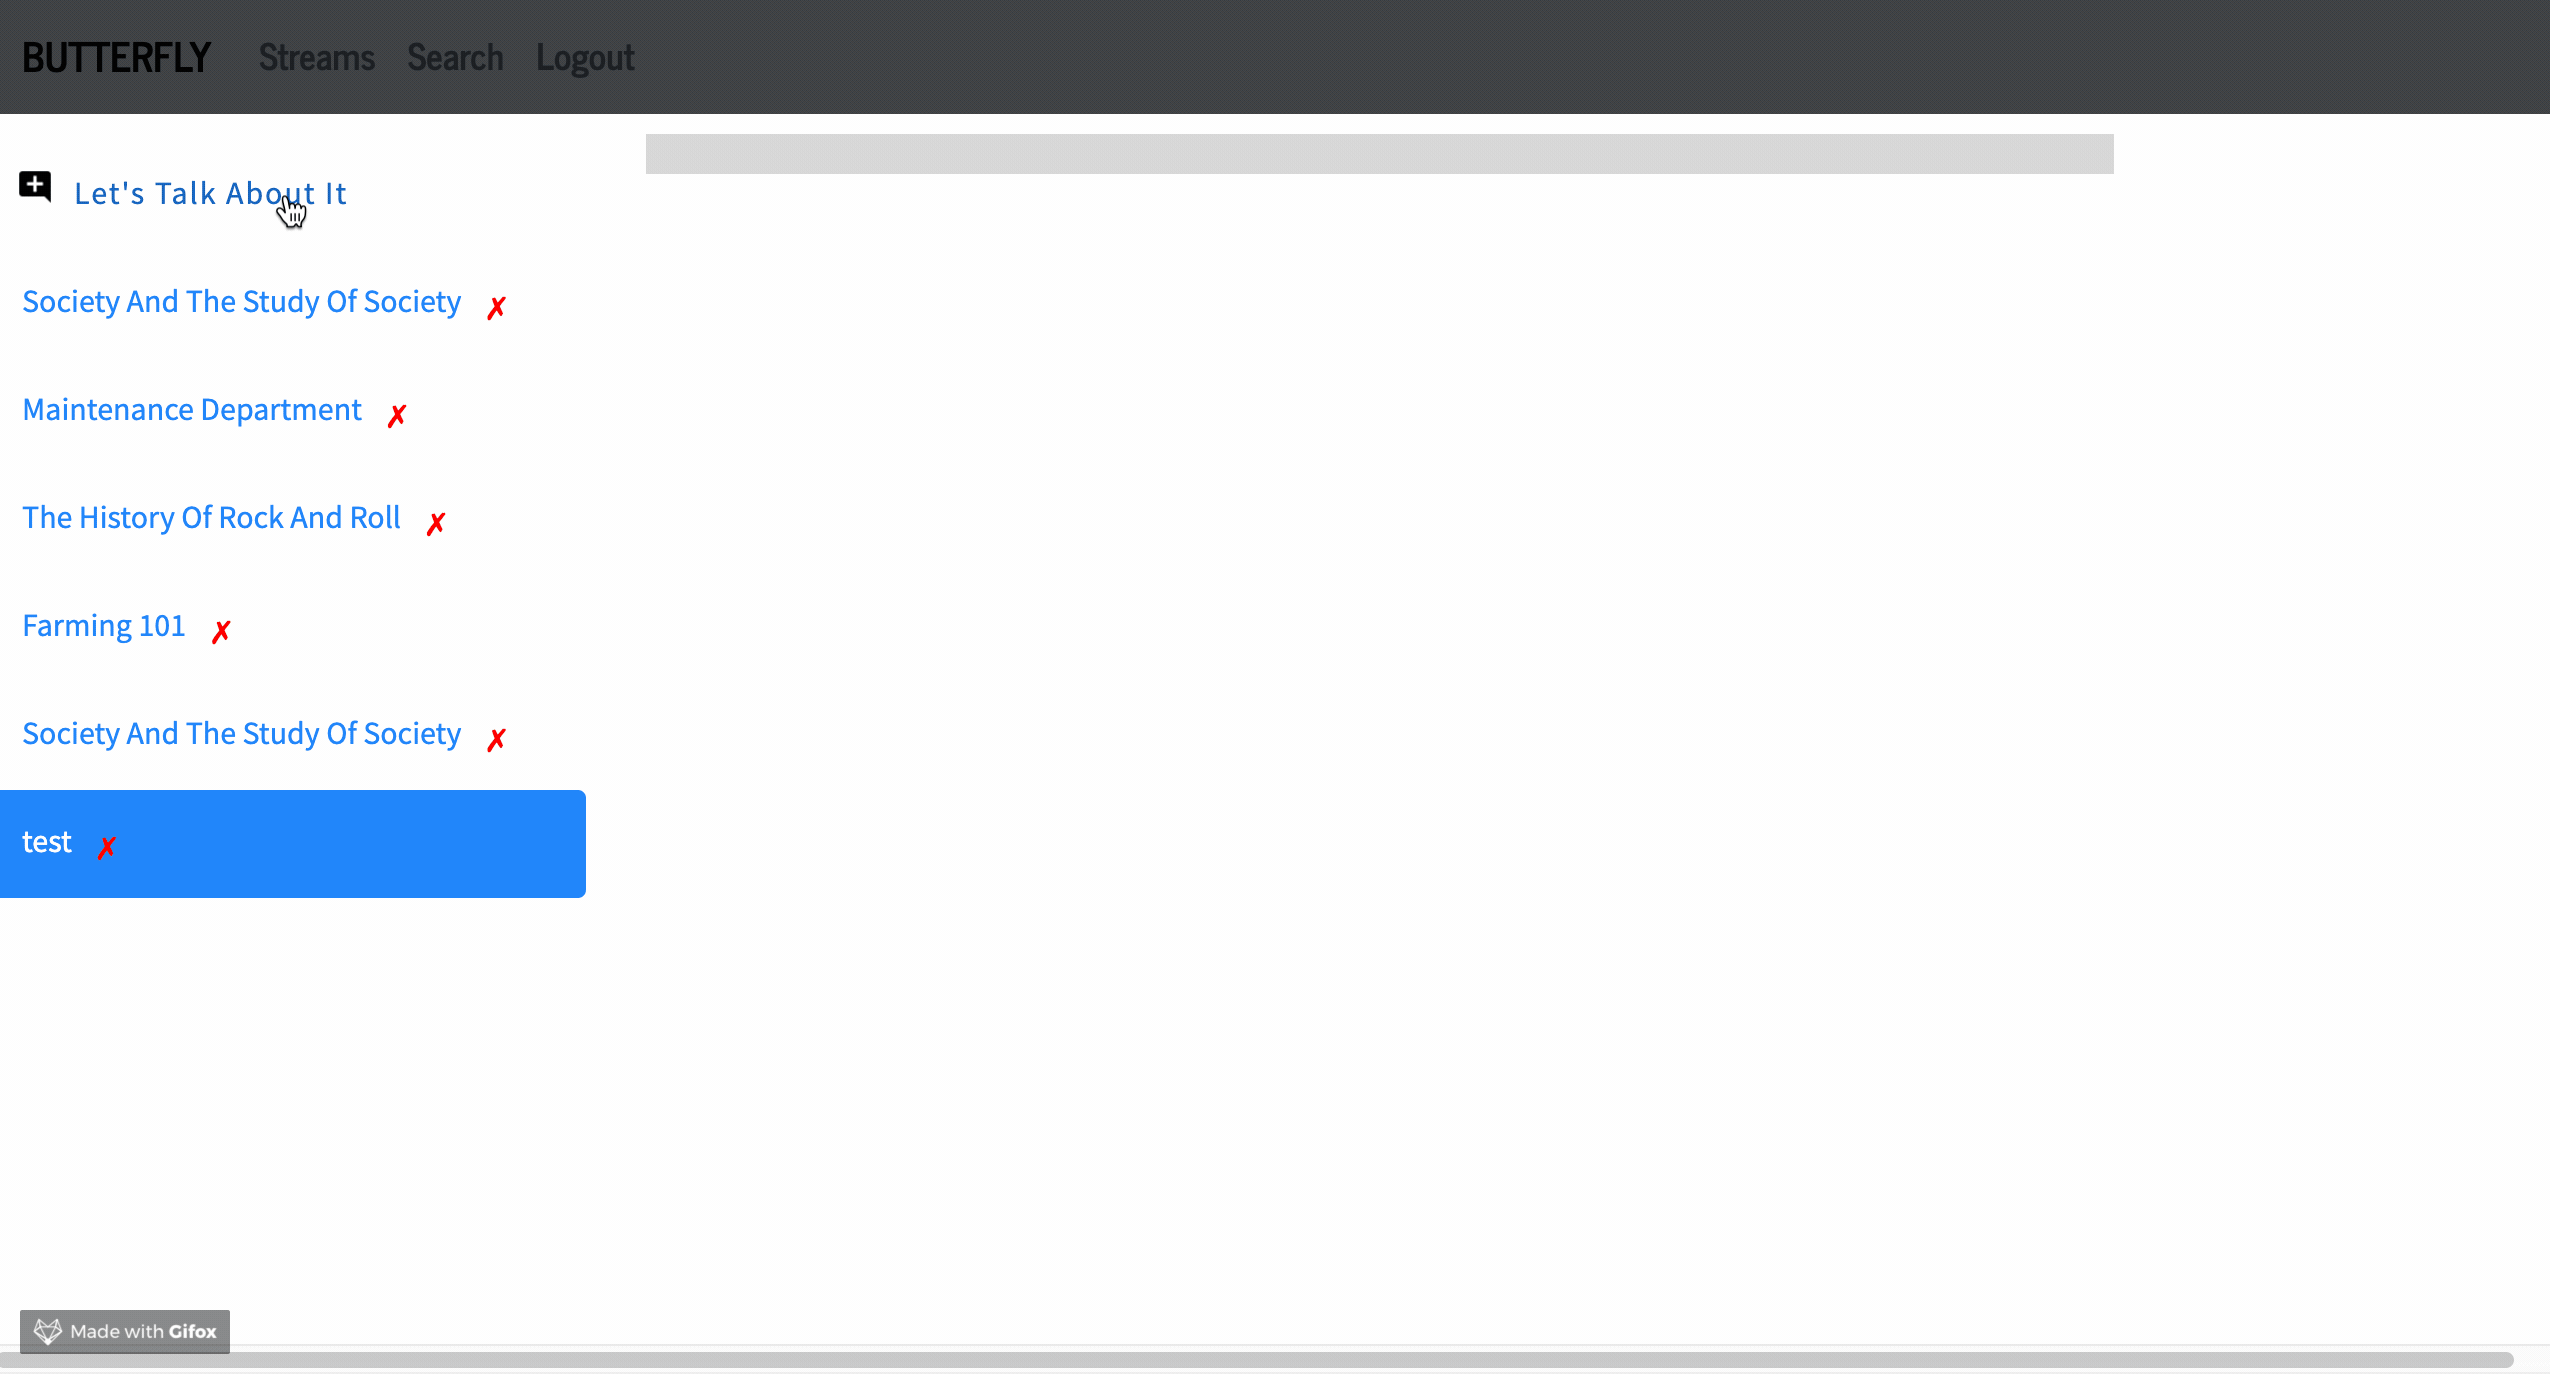 BUTTERFLY Streams Search Logout
Let's Talk About It
Society And The Study Of Society ✗
Maintenance Department ✗
The History Of Rock And Roll ✗
Farming 101 ✗
Society And The Study Of Society ✗
test ✗
Made with Gifox